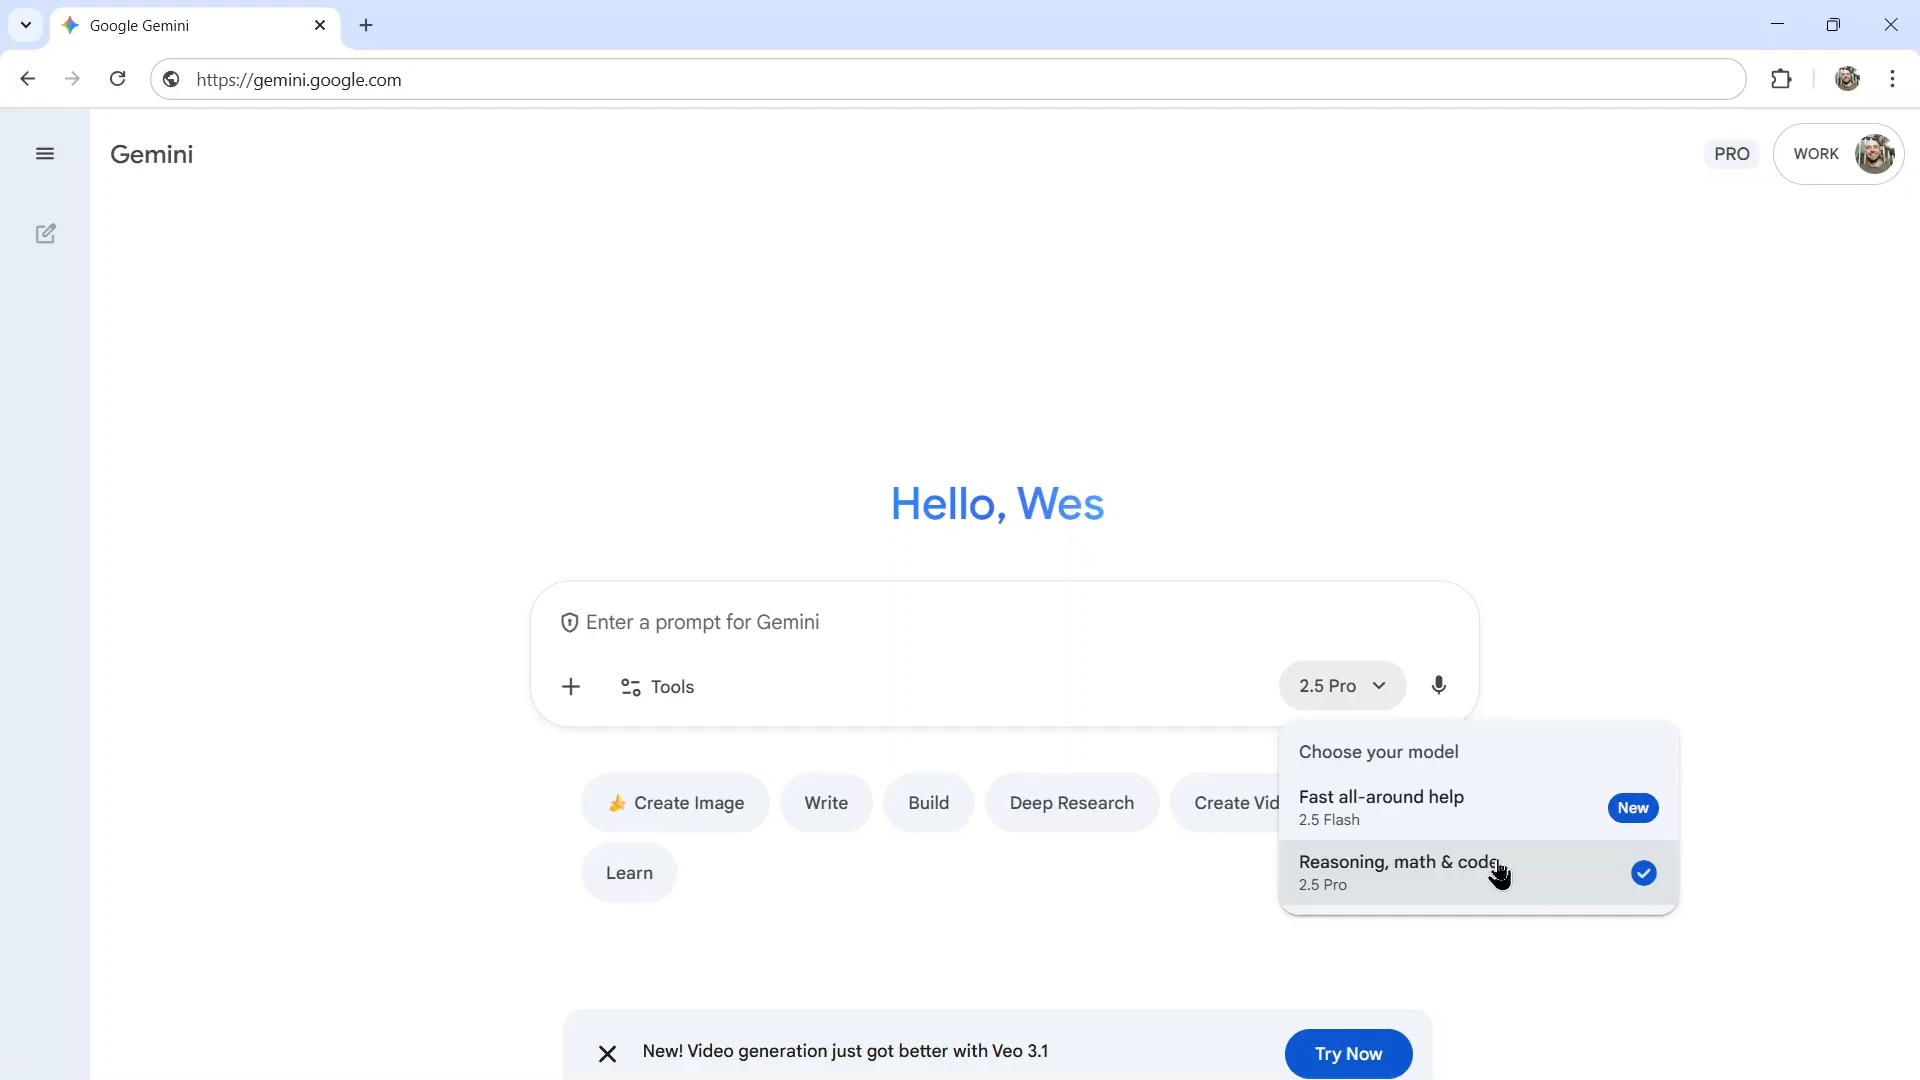 Google Gemini
https://gemini.google.com
Gemini
PRO
WORK
Hello, Wes
Enter a prompt for Gemini
Tools
2.5 Pro
Choose your model
Fast all-around help
2.5 Flash
New
Reasoning, math & code
2.5 Pro
Create Image
Write
Build
Deep Research
Create Vid
Learn
New! Video generation just got better with Veo 3.1
Try Now